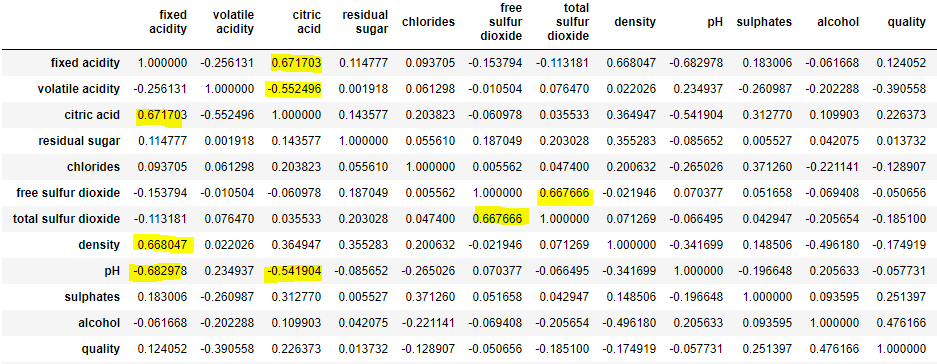 fixed acidity volatile acidity citric acid residual sugar chlorides free sulfur dioxide total sulfur dioxide density pH sulphates alcohol quality
fixed acidity 1.000000 -0.256131 0.671703 0.114777 0.093705 -0.153794 -0.113181 0.668047 -0.682978 0.183006 -0.061668 0.124052
volatile acidity -0.256131 1.000000 -0.552496 0.001918 0.061298 -0.010504 0.076470 0.022026 0.234937 -0.260987 -0.202288 -0.390558
citric acid 0.671703 -0.552496 1.000000 0.143577 0.203823 -0.060978 0.035533 0.364947 -0.541904 0.312770 0.109903 0.226373
residual sugar 0.114777 0.001918 0.143577 1.000000 0.055610 0.187049 0.203028 0.355283 -0.085652 0.005527 0.042075 0.013732
chlorides 0.093705 0.061298 0.203823 0.055610 1.000000 0.005562 0.047400 0.200632 -0.265026 0.371260 -0.221141 -0.128907
free sulfur dioxide -0.153794 -0.010504 -0.060978 0.187049 0.005562 1.000000 0.667666 -0.021946 0.070377 0.051658 -0.069408 -0.050656
total sulfur dioxide -0.113181 0.076470 0.035533 0.203028 0.047400 0.667666 1.000000 0.071269 -0.066495 0.042947 -0.205654 -0.185100
density 0.668047 0.022026 0.364947 0.355283 0.200632 -0.021946 0.071269 1.000000 -0.341699 0.148506 -0.496180 -0.174919
pH -0.682978 0.234937 -0.541904 -0.085652 -0.265026 0.070377 -0.066495 -0.341699 1.000000 -0.196648 0.205633 -0.057731
sulphates 0.183006 -0.260987 0.312770 0.005527 0.371260 0.051658 0.042947 0.148506 -0.196648 1.000000 0.093595 0.251397
alcohol -0.061668 -0.202288 0.109903 0.042075 -0.221141 -0.069408 -0.205654 -0.496180 0.205633 0.093595 1.000000 0.476166
quality 0.124052 -0.390558 0.226373 0.013732 -0.128907 -0.050656 -0.185100 -0.174919 -0.057731 0.251397 0.476166 1.000000